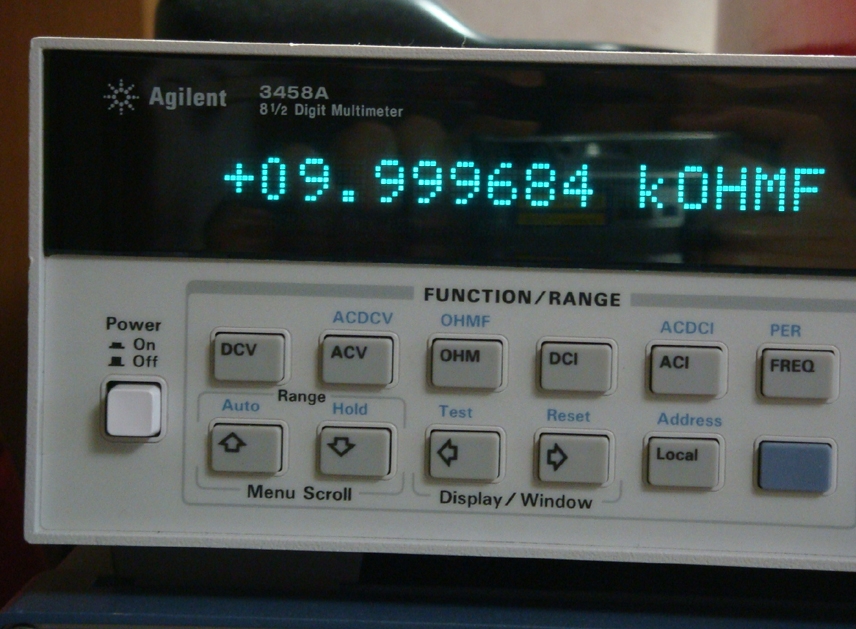 Agilent 3458A
8½ Digit Multimeter
+09.999684 kOHMF
FUNCTION/RANGE
Power
On
Off
ACDCV OHMF ACDCI PER
DCV ACV OHM DCI ACI FREQ
Range
Auto Hold Test Reset Address
Local
Menu Scroll Display/Window